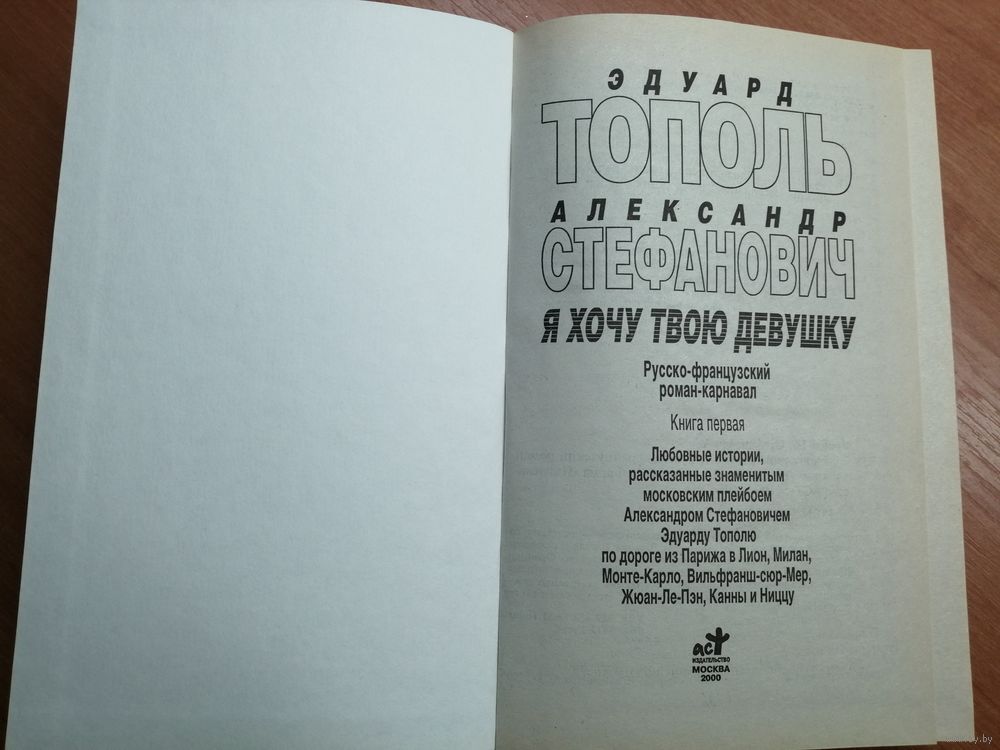 ЭДУАРД
ТОПОЛЬ
АЛЕКСАНДР
СТЕФАНОВИЧ
Я ХОЧУ ТВОЮ ДЕВУШКУ
Русско-французский
роман-карнавал
Книга первая
Любовные истории,
рассказанные знаменитым
московским плейбоем
Александром Стефановичем
Эдуарду Тополю
по дороге из Парижа в Лион, Милан,
Монте-Карло, Вильфранш-сюр-Мер,
Жюан-Ле-Пэн, Канны и Ниццу
аст
ИЗДАТЕЛЬСТВО
МОСКВА
2000